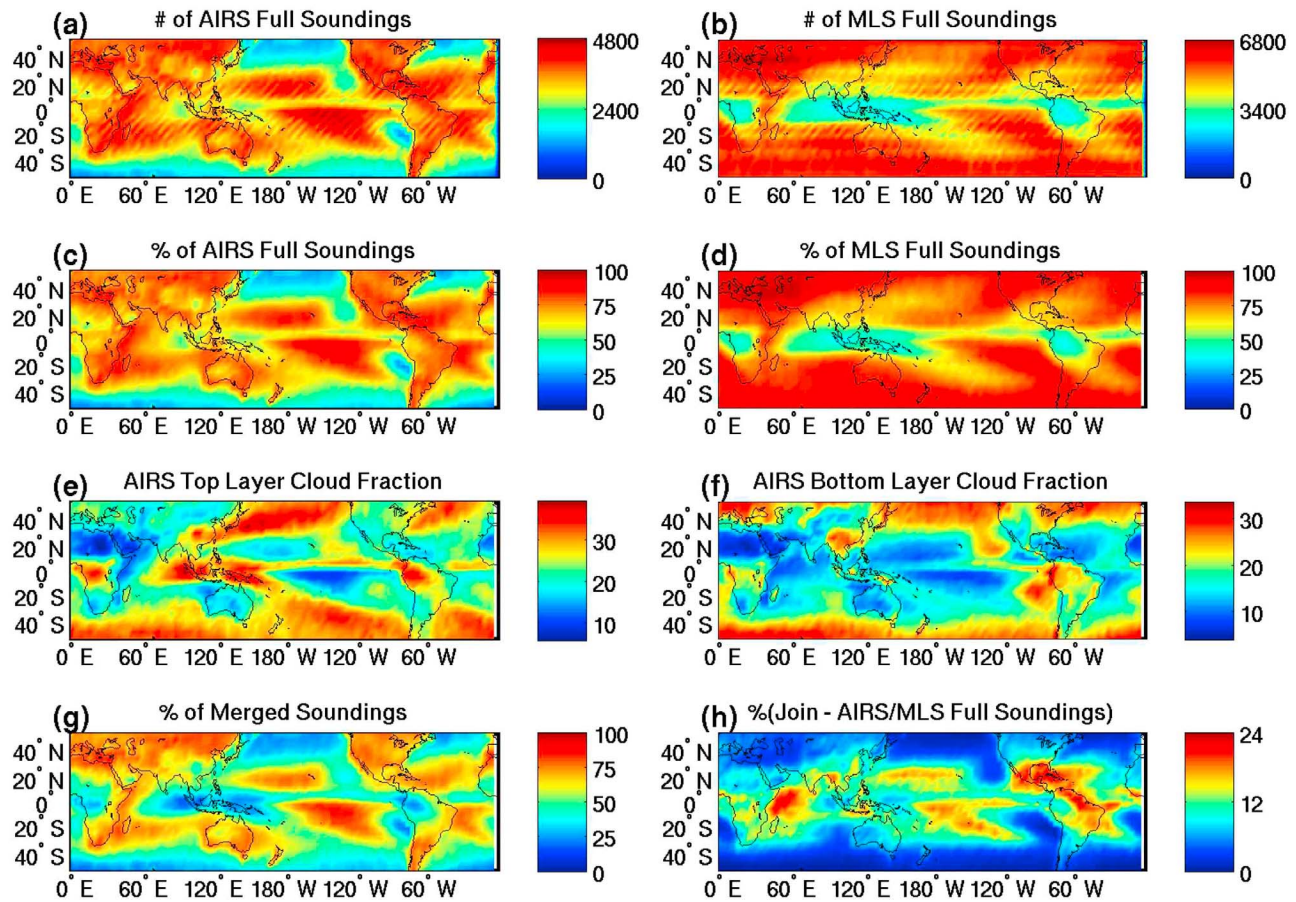 (a) # of AIRS Full Soundings
40° N
20° N
0°
20° S
40° S
0° E 60° E 120° E 180° W 120° W 60° W
4800
2400
0
(b) # of MLS Full Soundings
40° N
20° N
0°
20° S
40° S
0° E 60° E 120° E 180° W 120° W 60° W
6800
3400
0
(c) % of AIRS Full Soundings
40° N
20° N
0°
20° S
40° S
0° E 60° E 120° E 180° W 120° W 60° W
100
75
50
25
0
(d) % of MLS Full Soundings
40° N
20° N
0°
20° S
40° S
0° E 60° E 120° E 180° W 120° W 60° W
100
75
50
25
0
(e) AIRS Top Layer Cloud Fraction
40° N
20° N
0°
20° S
40° S
0° E 60° E 120° E 180° W 120° W 60° W
30
20
10
(f) AIRS Bottom Layer Cloud Fraction
40° N
20° N
0°
20° S
40° S
0° E 60° E 120° E 180° W 120° W 60° W
30
20
10
(g) % of Merged Soundings
40° N
20° N
0°
20° S
40° S
0° E 60° E 120° E 180° W 120° W 60° W
100
75
50
25
0
(h) %(Join - AIRS/MLS Full Soundings)
40° N
20° N
0°
20° S
40° S
0° E 60° E 120° E 180° W 120° W 60° W
24
12
0